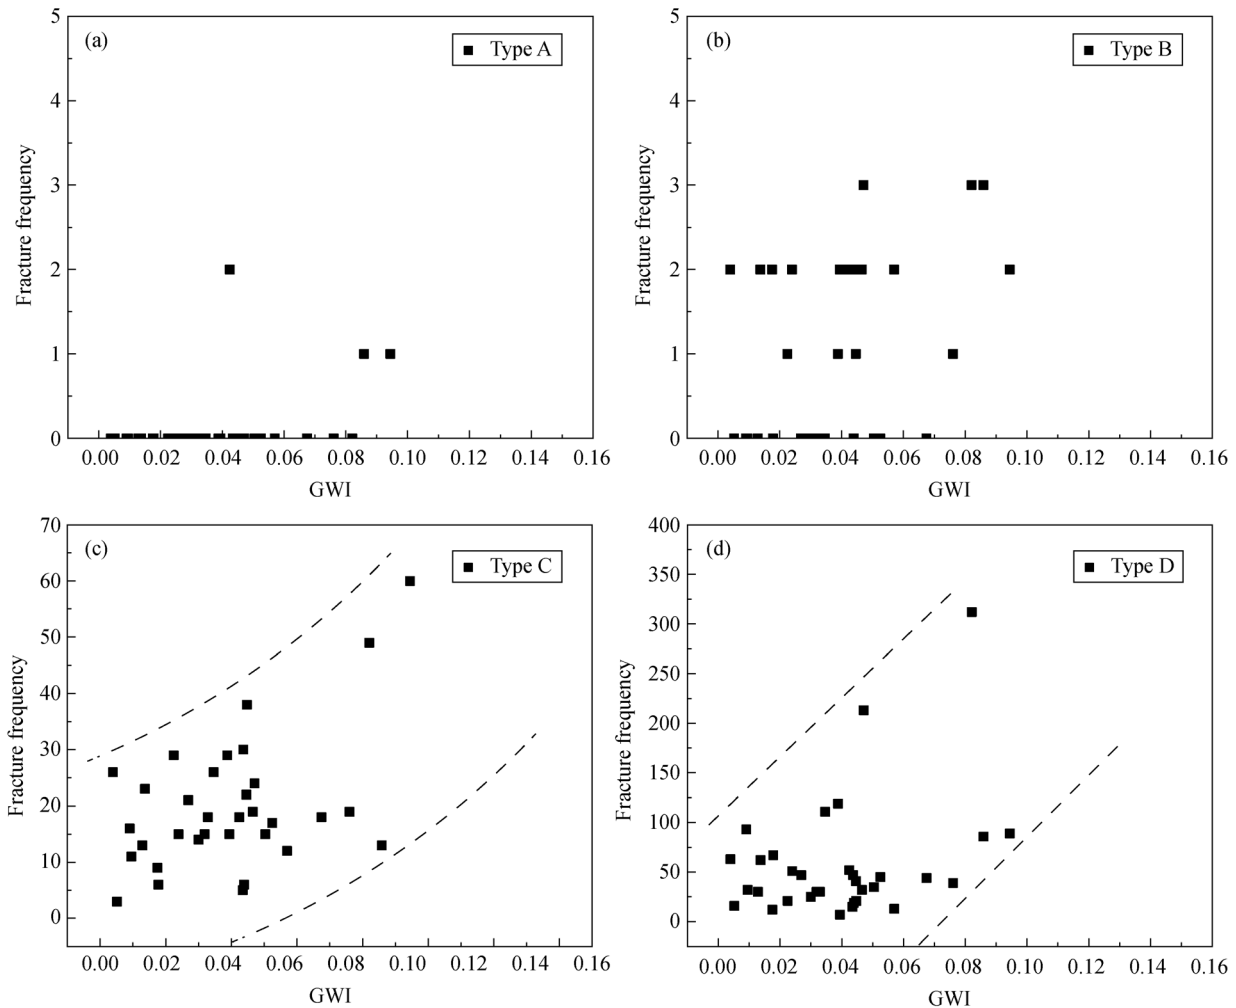 (a)
Type A
5
4
3
2
1
0
Fracture frequency
0.00 0.02 0.04 0.06 0.08 0.10 0.12 0.14 0.16
GWI
(b)
Type B
5
4
3
2
1
0
Fracture frequency
0.00 0.02 0.04 0.06 0.08 0.10 0.12 0.14 0.16
GWI
(c)
Type C
70
60
50
40
30
20
10
0
Fracture frequency
0.00 0.02 0.04 0.06 0.08 0.10 0.12 0.14 0.16
GWI
(d)
Type D
400
350
300
250
200
150
100
50
0
Fracture frequency
0.00 0.02 0.04 0.06 0.08 0.10 0.12 0.14 0.16
GWI